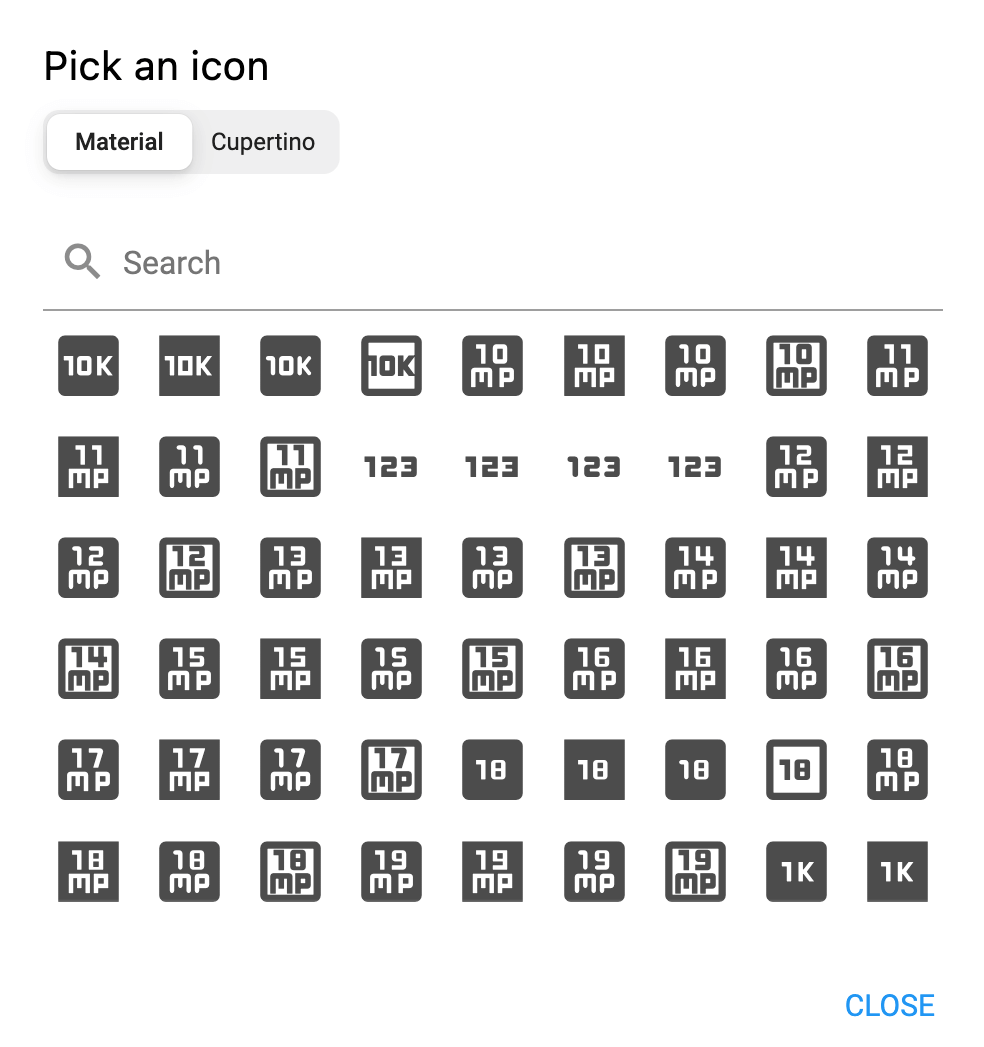 Pick an icon
Material Cupertino
Search
10K 10K 10K 10K 10 MP 10 MP 10 MP 10 MP 11 MP
11 MP 11 MP 11 MP 123 123 123 123 12 MP 12 MP
12 MP 12 MP 13 MP 13 MP 13 MP 13 MP 14 MP 14 MP 14 MP
14 MP 15 MP 15 MP 15 MP 15 MP 16 MP 16 MP 16 MP 16 MP
17 MP 17 MP 17 MP 17 MP 18 18 18 18 18 MP
18 MP 18 MP 18 MP 19 MP 19 MP 19 MP 19 MP 1K 1K
CLOSE